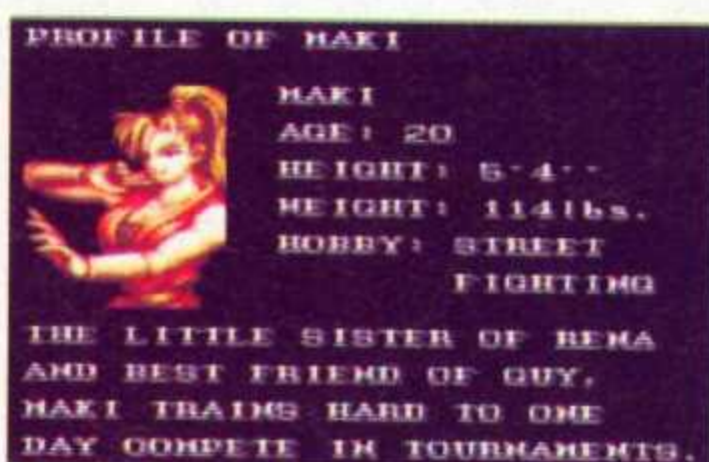 PROFILE OF MAKI
MAKI
AGE: 20
HEIGHT: 5'4''
WEIGHT: 114lbs.
HOBBY: STREET
FIGHTING
THE LITTLE SISTER OF RENA
AND BEST FRIEND OF GUY,
MAKI TRAINS HARD TO ONE
DAY COMPETE IN TOURNAMENTS.